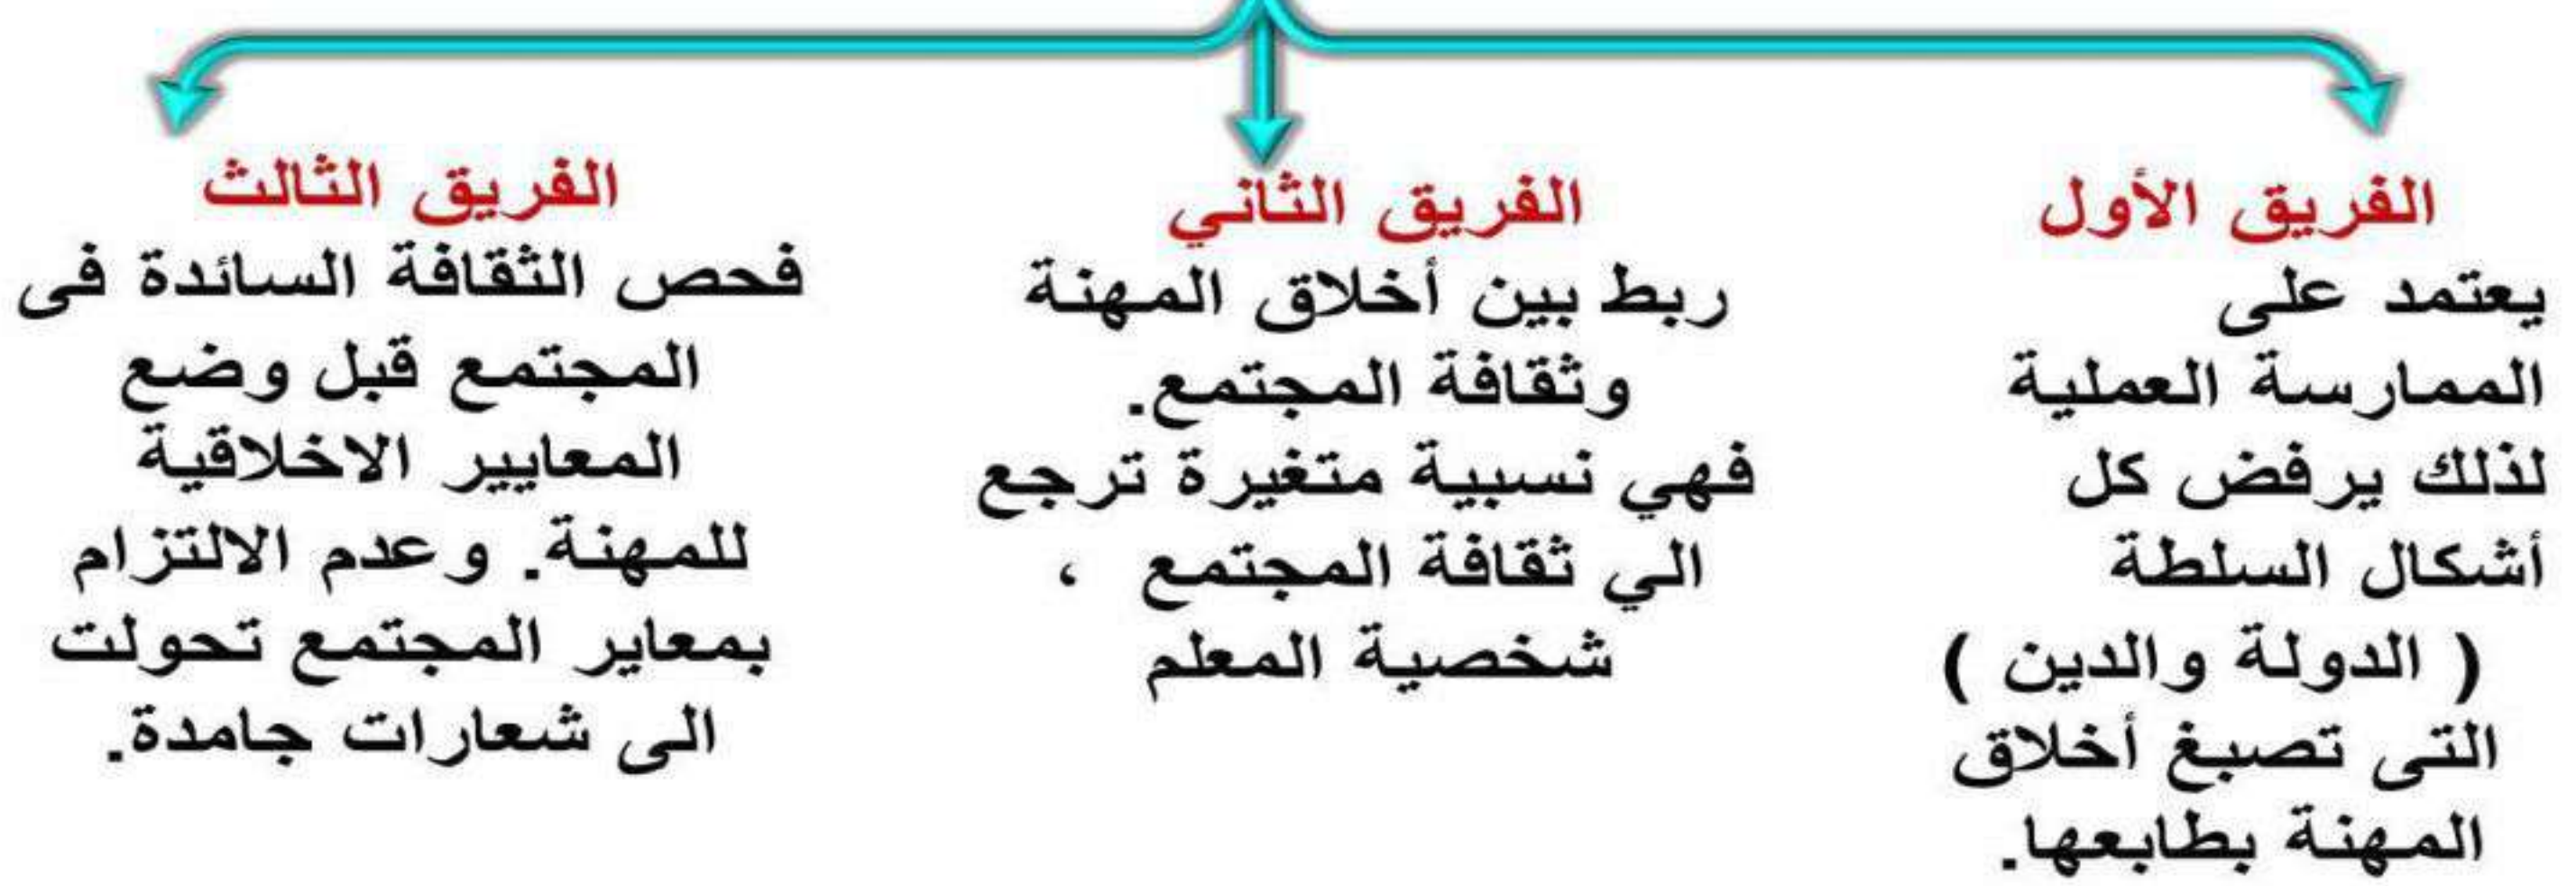 الفريق الأول
يعتمد على
الممارسة العملية
لذلك يرفض كل
أشكال السلطة
( الدولة والدين )
التى تصبغ أخلاق
المهنة بطابعها.
الفريق الثاني
ربط بين أخلاق المهنة
وثقافة المجتمع.
فهي نسبية متغيرة ترجع
الي ثقافة المجتمع ،
شخصية المعلم
الفريق الثالث
فحص الثقافة السائدة فى
المجتمع قبل وضع
المعايير الاخلاقية
للمهنة. وعدم الالتزام
بمعاير المجتمع تحولت
الى شعارات جامدة.